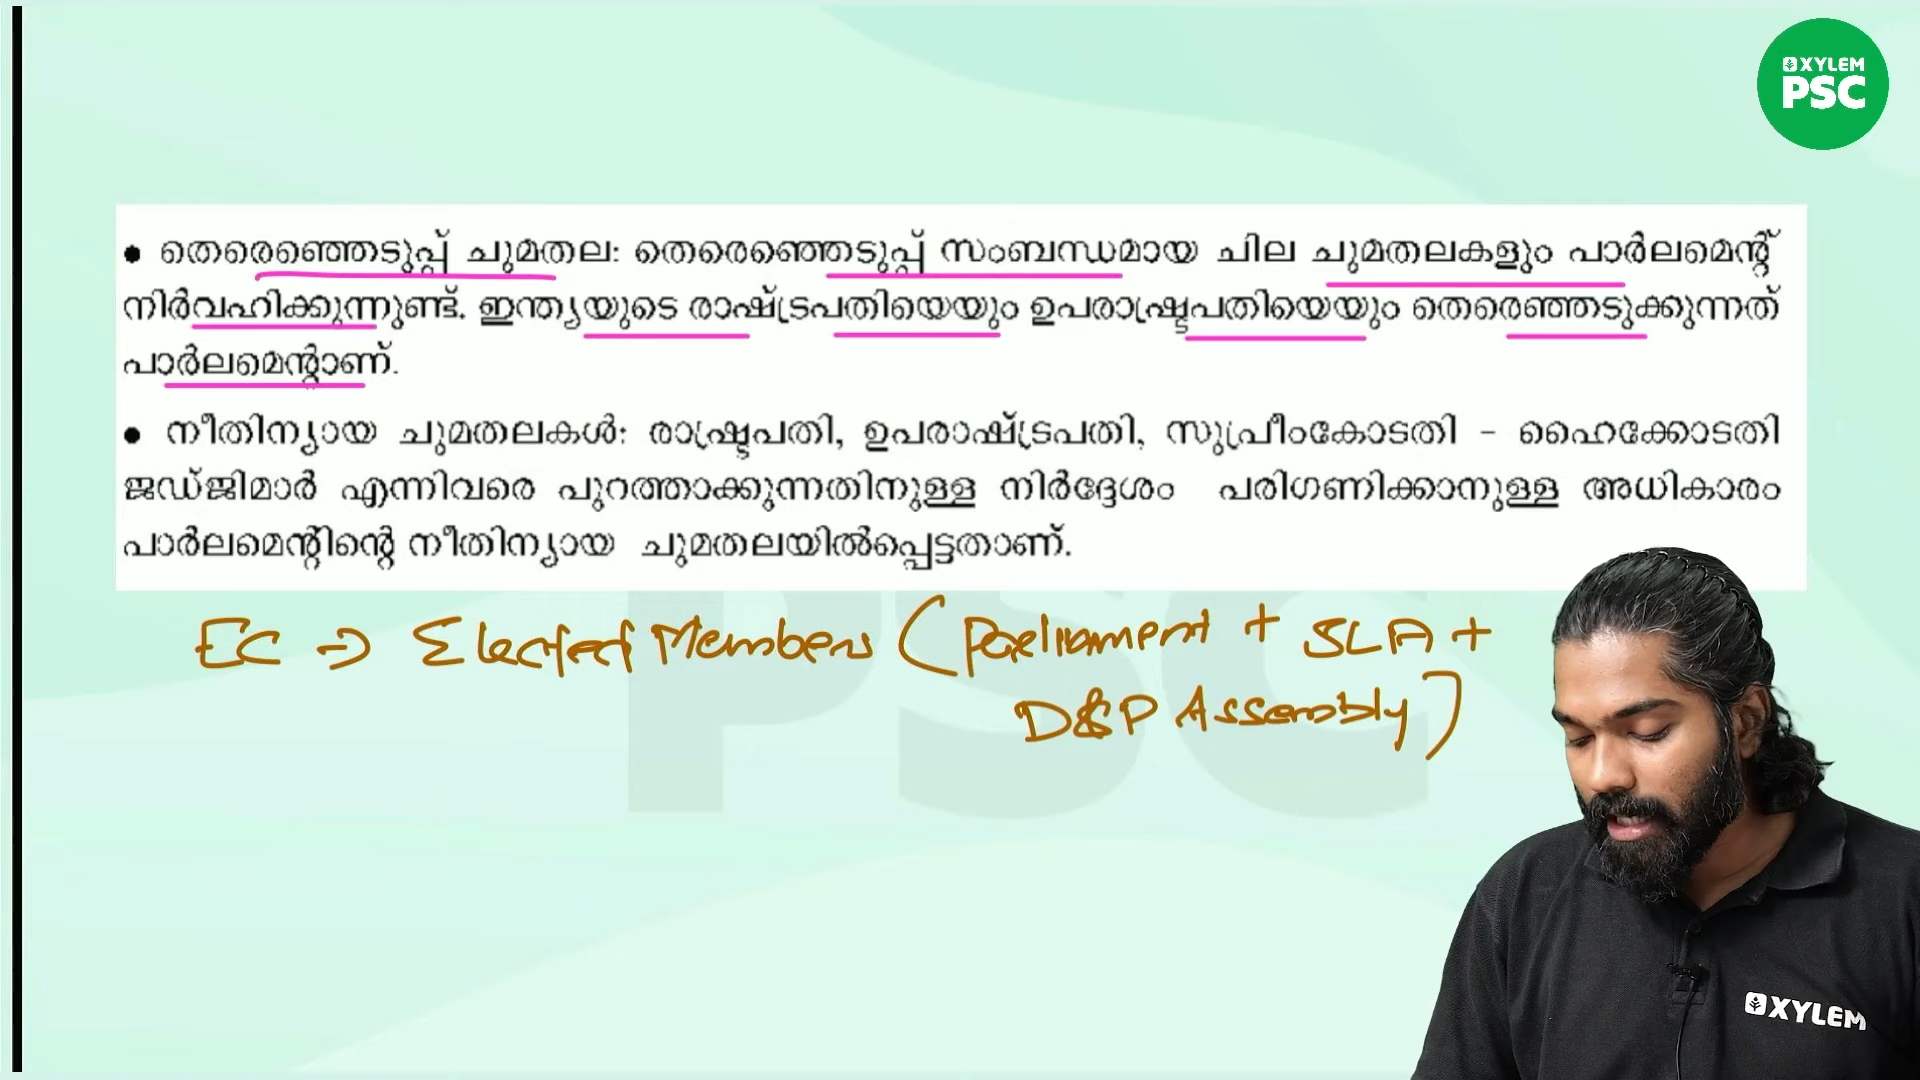 XYLEM
PSC
● തെരഞ്ഞെടുപ്പ് ചുമതല: തെരെഞ്ഞെടുപ്പ് സംബന്ധമായ ചില ചുമതലകളും പാർലമെന്റ്
നിർവഹിക്കുന്നുണ്ട്. ഇന്ത്യയുടെ രാഷ്ട്രപതിയെയും ഉപരാഷ്ട്രപതിയെയും തെരഞ്ഞെടുക്കുന്നത്
പാർലമെന്റാണ്.
● നീതിന്യായ ചുമതലകൾ: രാഷ്ട്രപതി, ഉപരാഷ്ട്രപതി, സുപ്രീംകോടതി - ഹൈക്കോടതി
ജഡ്ജിമാർ എന്നിവരെ പുറത്താക്കുന്നതിനുള്ള നിർദ്ദേശം പരിഗണിക്കാനുള്ള അധികാരം
പാർലമെന്റിന്റെ നീതിന്യായ ചുമതലയിൽപ്പെട്ടതാണ്.
EC → Elected Members (Parliament + SLA +
D&P Assembly)
PSC
XYLEM